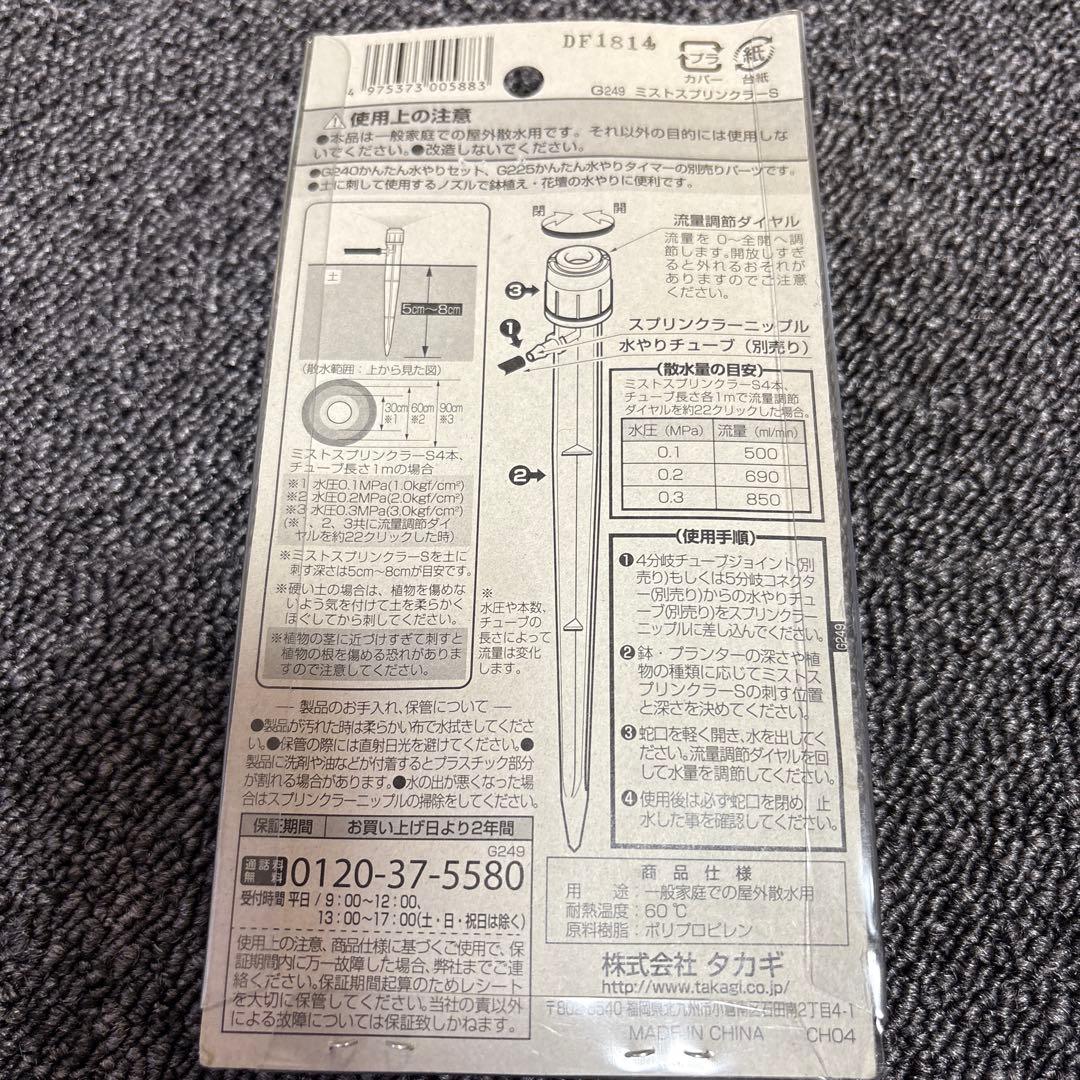 DF1814
プラ
カバー
紙
台紙
4 975373 005883
G249 ミストスプリンクラーS
使用上の注意
●本品は一般家庭での屋外散水用です。それ以外の目的には使用しな
いでください。●改造しないでください。
●G240かんたん水やりセット、G225かんたん水やりタイマーの別売りパーツです。
●土に刺して使用するノズルで鉢植え・花壇の水やりに便利です。
土
5cm〜8cm
(散水範囲:上から見た図)
30cm 60cm 90cm
※1 ※2 ※3
ミストスプリンクラーS4本、
チューブ長さ1mの場合
※1 水圧0.1MPa(1.0kgf/cm²)
※2 水圧0.2MPa(2.0kgf/cm²)
※3 水圧0.3MPa(3.0kgf/cm²)
(※1、2、3共に流量調節ダイ
ヤルを約22クリックした時)
※ミストスプリンクラーSを土に
刺す深さは5cm〜8cmが目安です。
※硬い土の場合は、植物を傷めな
いよう気を付けて土を柔らかく
ほぐしてから刺してください。
※植物の茎に近づけすぎて刺すと
植物の根を傷める恐れがありま
すので注意してください。
閉 開
流量調節ダイヤル
流量を 0〜全開へ調
節します。開放しすぎ
ると外れるおそれが
ありますのでご注意
ください。
❸
❶
スプリンクラーニップル
水やりチューブ(別売り)
❷
※
水圧や本数、
チューブの
長さによって
流量は変化
します。
(散水量の目安)
ミストスプリンクラーS4本、
チューブ長さ各1mで流量調節
ダイヤルを約22クリックした場合。
水圧(MPa) 流量(ml/min)
0.1 500
0.2 690
0.3 850
(使用手順)
❶4分岐チューブジョイント(別
売り)もしくは5分岐コネクタ
ー(別売り)からの水やりチュ
ーブ(別売り)をスプリンクラー
ニップルに差し込んでください。
❷鉢・プランターの深さや植
物の種類に応じてミストス
プリンクラーSの刺す位置
と深さを決めてください。
❸蛇口を軽く開き、水を出してく
ださい。流量調節ダイヤルを回
して水量を調節してください。
❹使用後は必ず蛇口を閉め、止
水した事を確認してください。
G249
製品のお手入れ、保管について
●製品が汚れた時は柔らかい布で水拭きしてくださ
い。●保管の際には直射日光を避けてください。●
製品に洗剤や油などが付着するとプラスチック部分
が割れる場合があります。●水の出が悪くなった場
合はスプリンクラーニップルの掃除をしてください。
保証期間 お買い上げ日より2年間
G249
通話料無料 0120-37-5580
受付時間 平日/9:00〜12:00、
13:00〜17:00(土・日・祝日は除く)
使用上の注意、商品仕様に基づくご使用で、保
証期間内に万一故障した場合、弊社までご連
絡ください。保証期間起算のためレシート
を大切に保管してください。当社の責以外
による故障については保証致しかねます。
商品仕様
用途:一般家庭での屋外散水用
耐熱温度:60℃
原料樹脂:ポリプロピレン
株式会社 タカギ
http://www.takagi.co.jp/
〒802-8540 福岡県北九州市小倉南区石田南2丁目4-1
MADE IN CHINA CH04